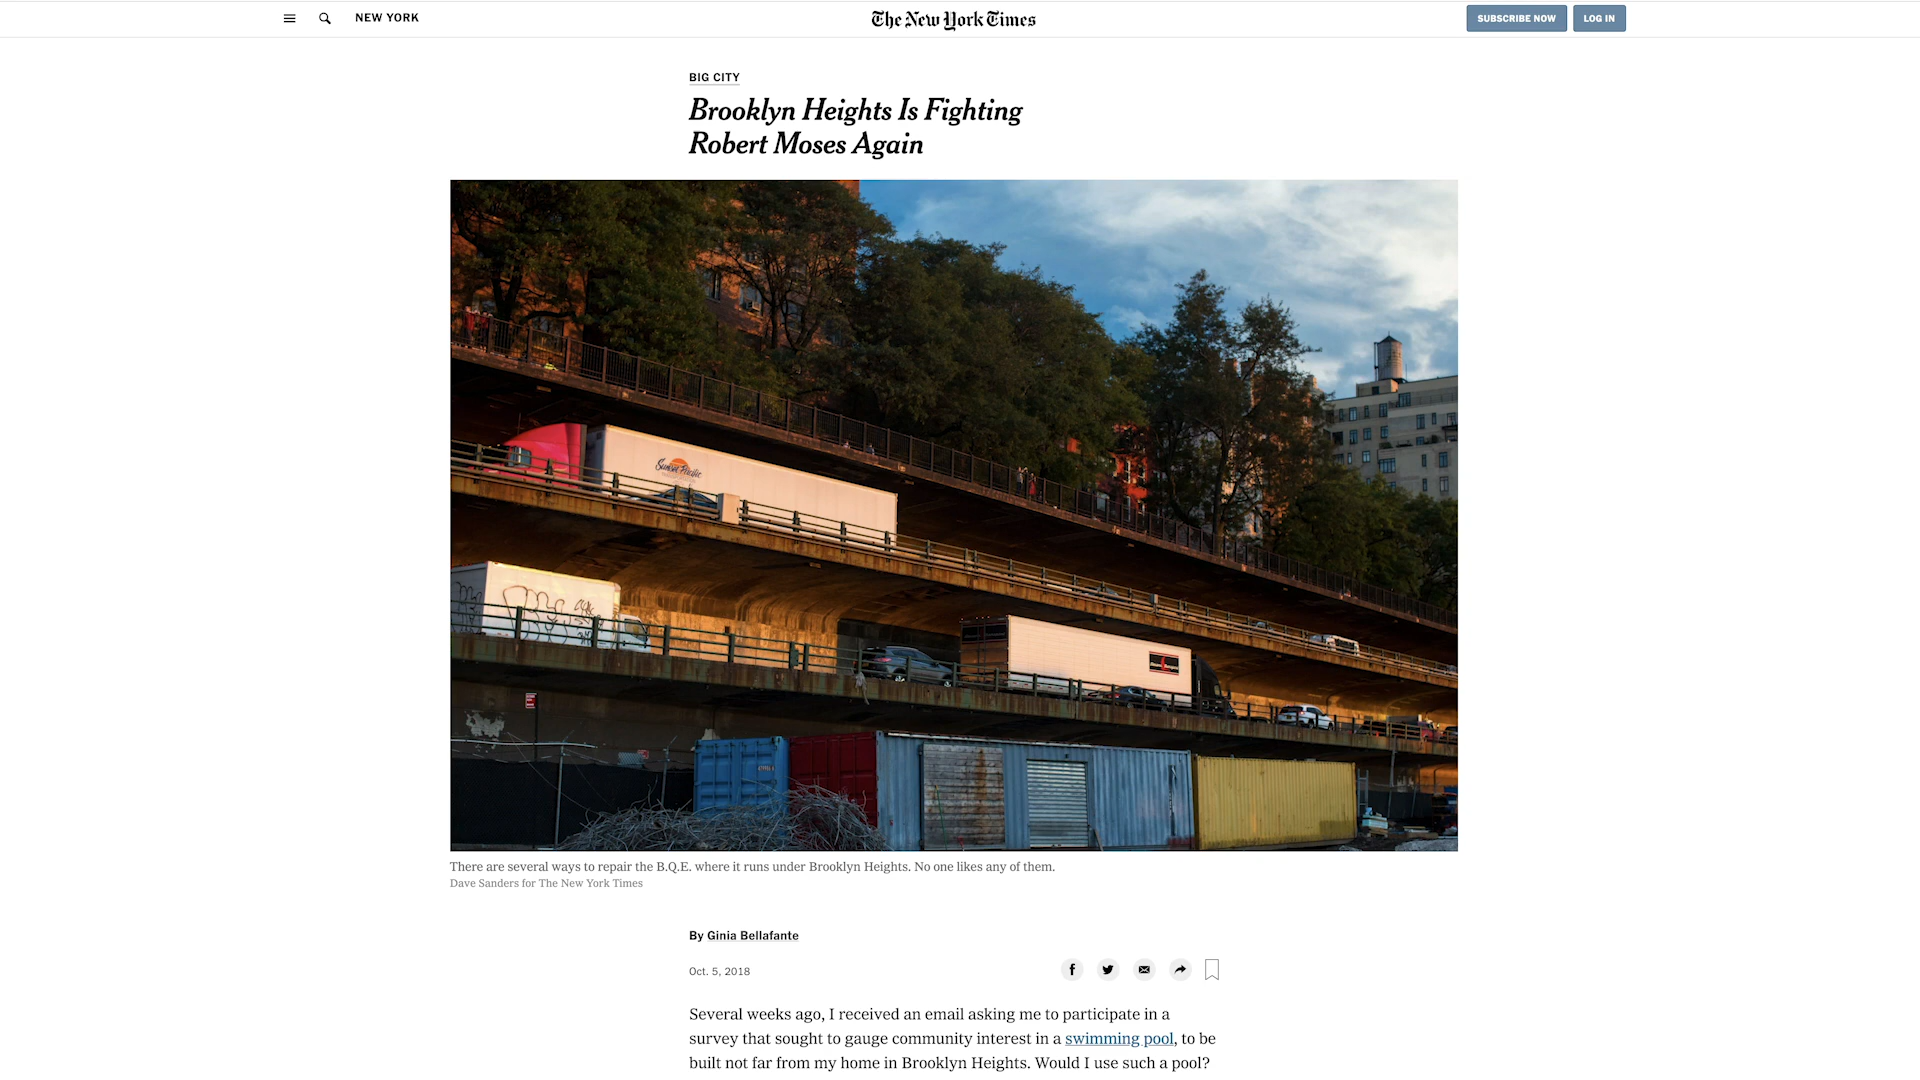 NEW YORK
The New York Times
SUBSCRIBE NOW
LOG IN
BIG CITY
Brooklyn Heights Is Fighting
Robert Moses Again
Sunset Pacific
There are several ways to repair the B.Q.E. where it runs under Brooklyn Heights. No one likes any of them.
Dave Sanders for The New York Times
By Ginia Bellafante
Oct. 5, 2018
Several weeks ago, I received an email asking me to participate in a
survey that sought to gauge community interest in a swimming pool, to be
built not far from my home in Brooklyn Heights. Would I use such a pool?